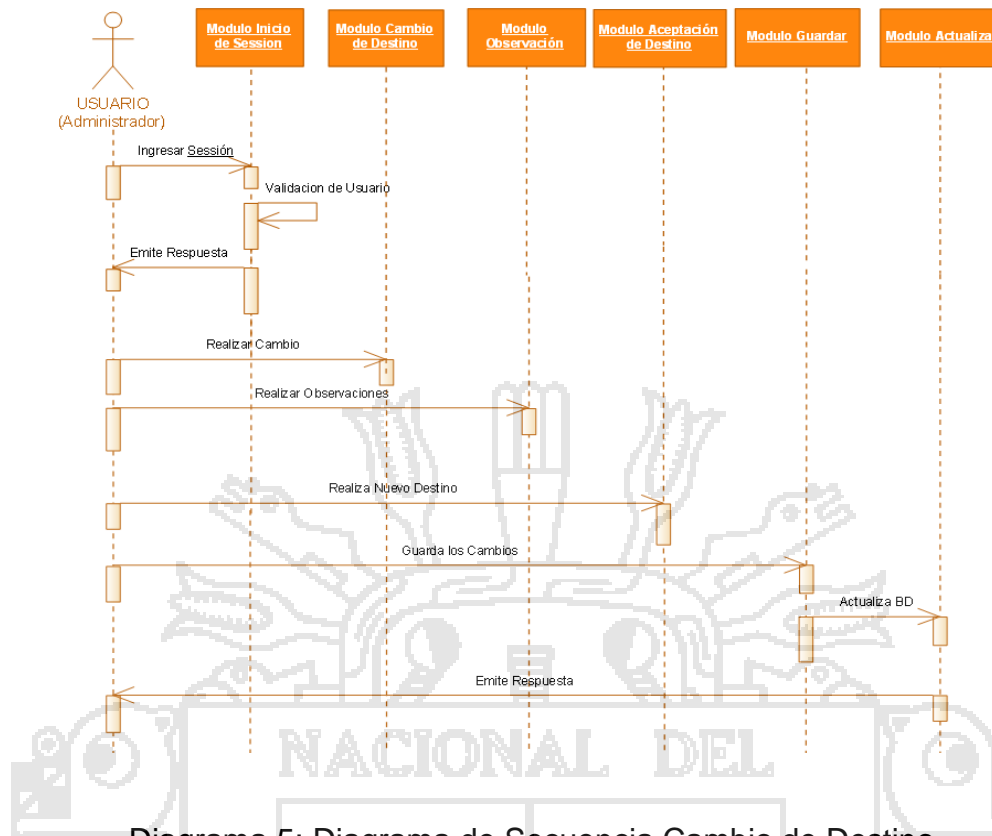 Modulo Inicio
de Session
Modulo Cambio
de Destino
Modulo
Observación
Modulo Aceptación
de Destino
Modulo Guardar
Modulo Actualiza
USUARIO
(Administrador)
Ingresar Sessión
Validacion de Usuario
Emite Respuesta
Realizar Cambio
Realizar Observaciones
Realiza Nuevo Destino
Guarda los Cambios
Actualiza BD
Emite Respuesta
NACIONAL DEL
Diagrama 5: Diagrama de Secuencia Cambio de Destino